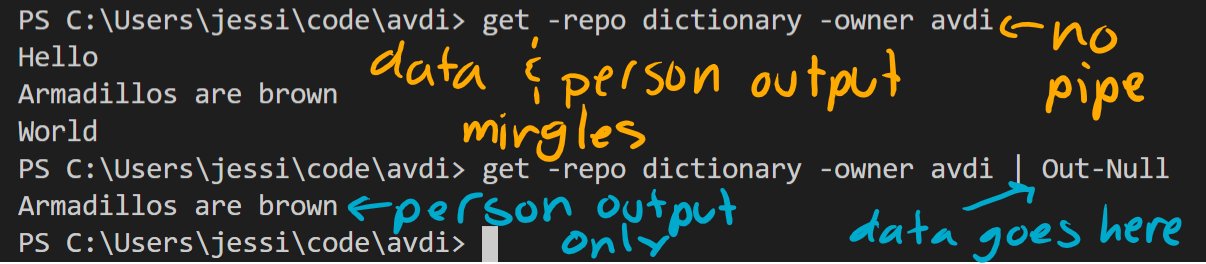 PS C:\Users\jessi\code\avdi> get -repo dictionary -owner avdi ← no pipe
Hello
data & person output mingles
Armadillos are brown
World
PS C:\Users\jessi\code\avdi> get -repo dictionary -owner avdi | Out-Null
Armadillos are brown ← person output only
data goes here
PS C:\Users\jessi\code\avdi>